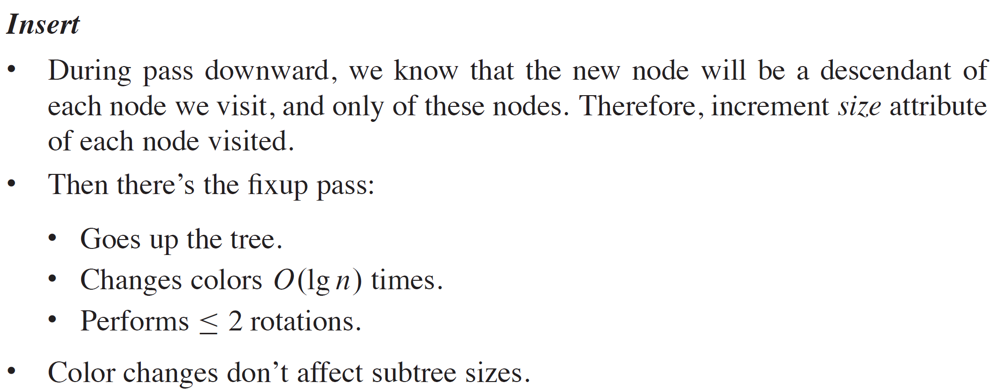 Insert
• During pass downward, we know that the new node will be a descendant of
each node we visit, and only of these nodes. Therefore, increment size attribute
of each node visited.
• Then there’s the fixup pass:
• Goes up the tree.
• Changes colors O(lg n) times.
• Performs ≤ 2 rotations.
• Color changes don’t affect subtree sizes.